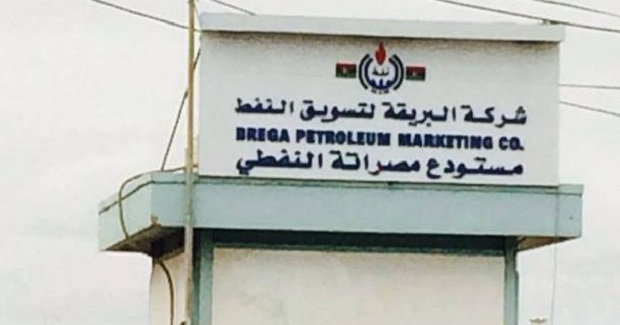 شركة البريقة لتسويق النفط
BREGA PETROLEUM MARKETING CO.
مستودع مصراتة النفطي